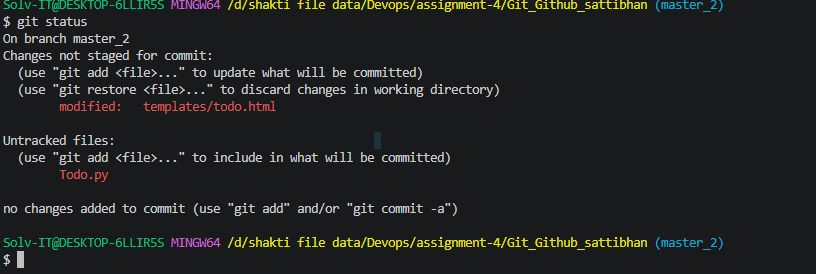 Solv-IT@DESKTOP-6LLIR5S MINGW64 /d/shakti file data/Devops/assignment-4/Git_Github_sattibhan (master_2)
$ git status
On branch master_2
Changes not staged for commit:
  (use "git add <file>..." to update what will be committed)
  (use "git restore <file>..." to discard changes in working directory)
        modified:   templates/todo.html

Untracked files:
  (use "git add <file>..." to include in what will be committed)
        Todo.py

no changes added to commit (use "git add" and/or "git commit -a")

Solv-IT@DESKTOP-6LLIR5S MINGW64 /d/shakti file data/Devops/assignment-4/Git_Github_sattibhan (master_2)
$